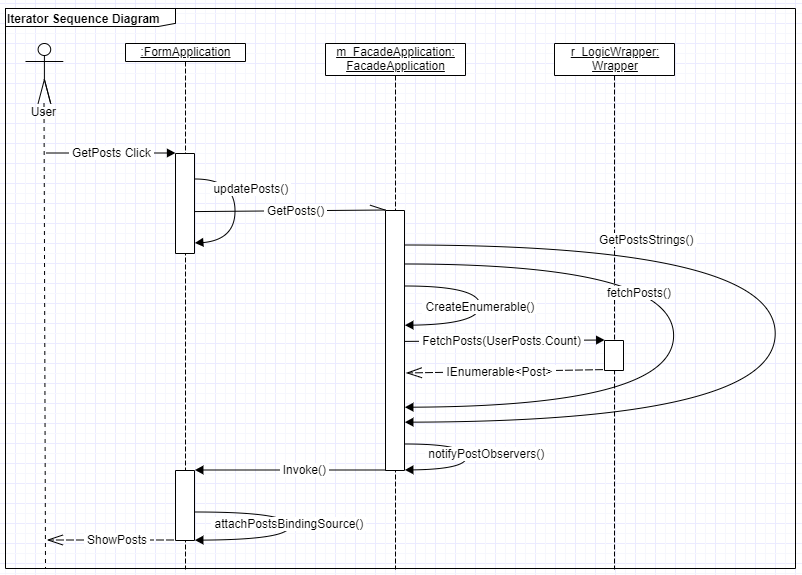 Iterator Sequence Diagram
:FormApplication
m_FacadeApplication:
FacadeApplication
r_LogicWrapper:
Wrapper
User
GetPosts Click
updatePosts()
GetPosts()
GetPostsStrings()
fetchPosts()
CreateEnumerable()
FetchPosts(UserPosts.Count)
IEnumerable<Post>
notifyPostObservers()
Invoke()
attachPostsBindingSource()
ShowPosts